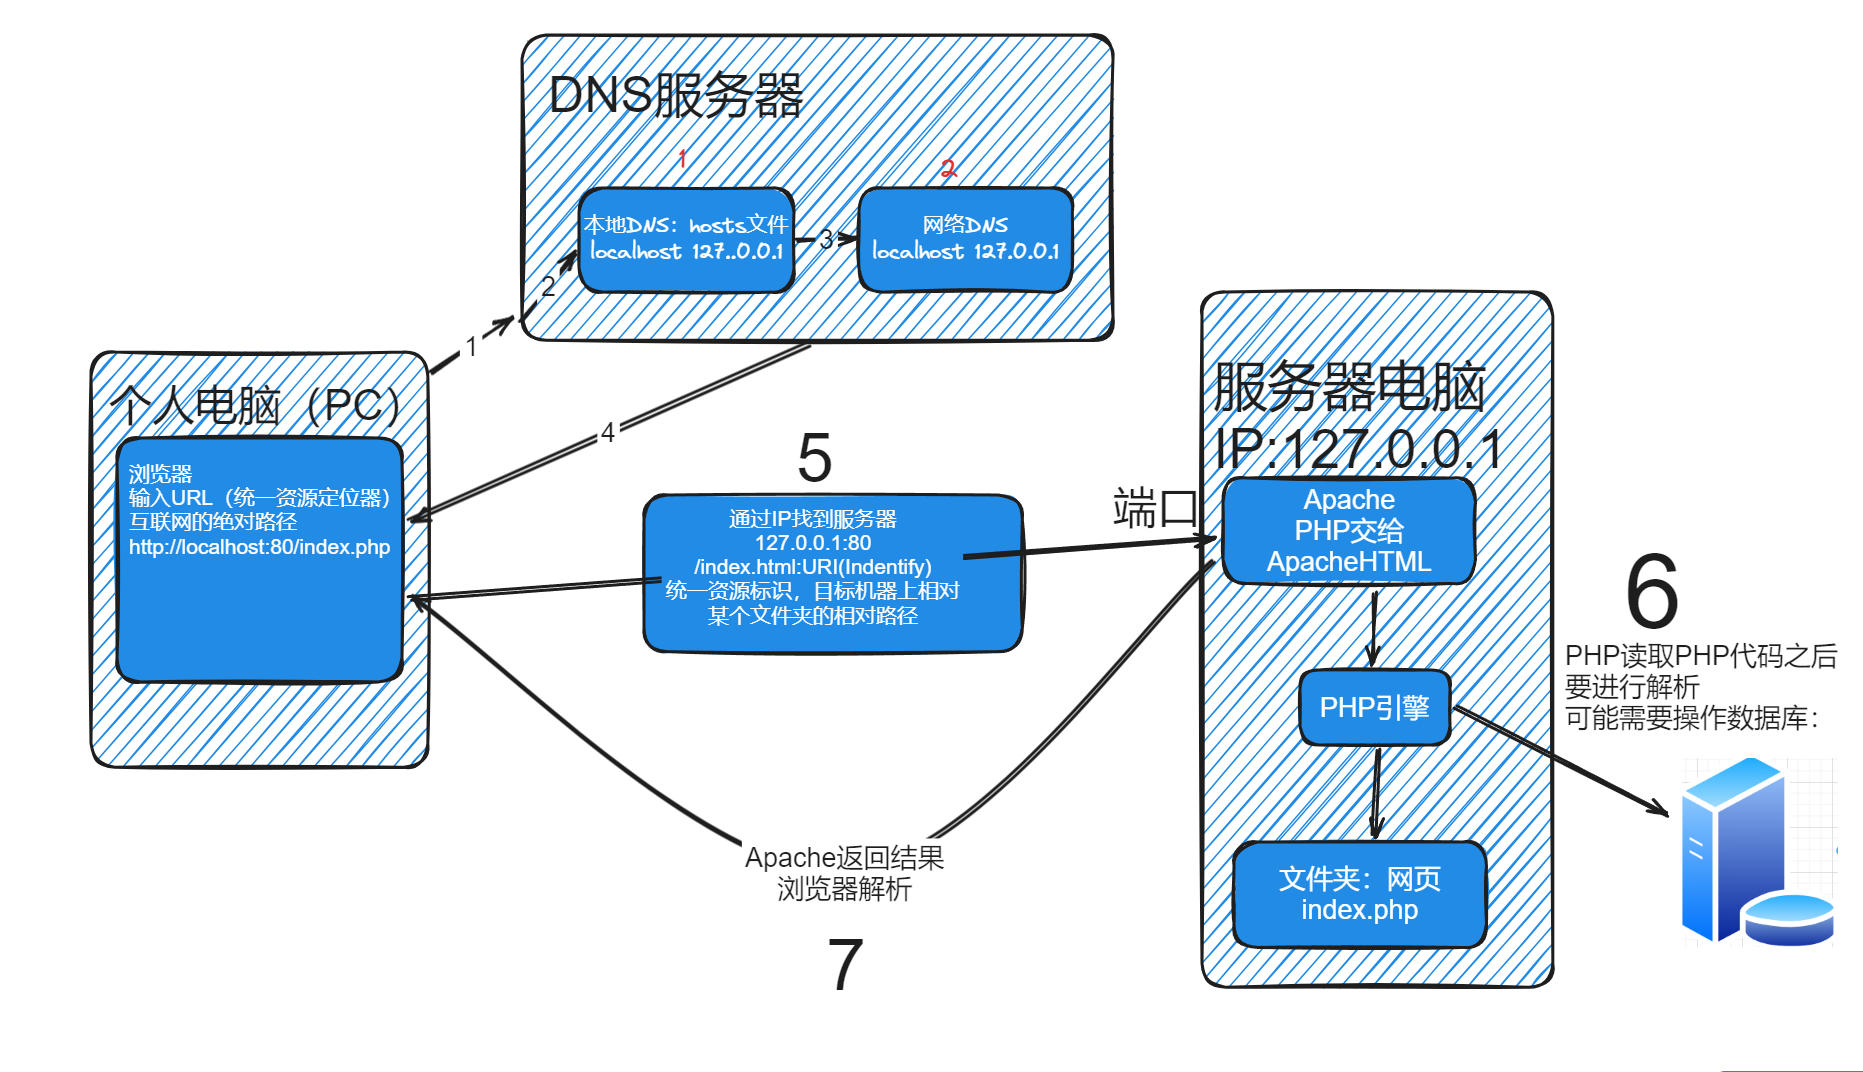 DNS服务器
1
2
本地DNS：hosts文件
localhost 127..0.0.1
3
网络DNS
localhost 127.0.0.1
2
1
个人电脑（PC）
浏览器
输入URL（统一资源定位器）
互联网的绝对路径
http://localhost:80/index.php
4
5
通过IP找到服务器
127.0.0.1:80
/index.html:URI(Indentify)
统一资源标识，目标机器上相对
某个文件夹的相对路径
端口
服务器电脑
IP:127.0.0.1
Apache
PHP交给
ApacheHTML
PHP引擎
文件夹：网页
index.php
6
PHP读取PHP代码之后
要进行解析
可能需要操作数据库：
Apache返回结果
浏览器解析
7